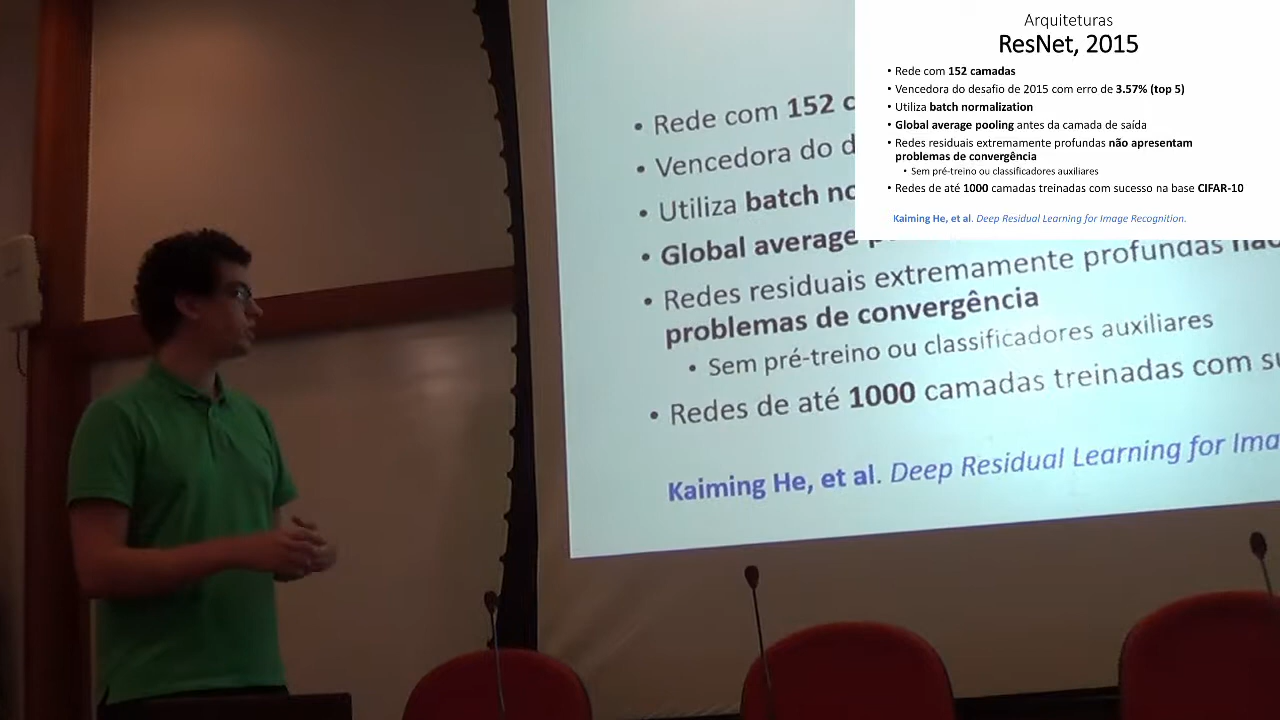 Arquiteturas
ResNet, 2015
• Rede com 152 camadas
• Vencedora do desafio de 2015 com erro de 3.57% (top 5)
• Utiliza batch normalization
• Global average pooling antes da camada de saída
• Redes residuais extremamente profundas não apresentam
problemas de convergência
• Sem pré-treino ou classificadores auxiliares
• Redes de até 1000 camadas treinadas com sucesso na base CIFAR-10
Kaiming He, et al. Deep Residual Learning for Image Recognition.
• Rede com 152 c
• Vencedora do d
• Utiliza batch no
• Global average
• Redes residuais extremamente profundas não
problemas de convergência
• Sem pré-treino ou classificadores auxiliares
• Redes de até 1000 camadas treinadas com su
Kaiming He, et al. Deep Residual Learning for Ima